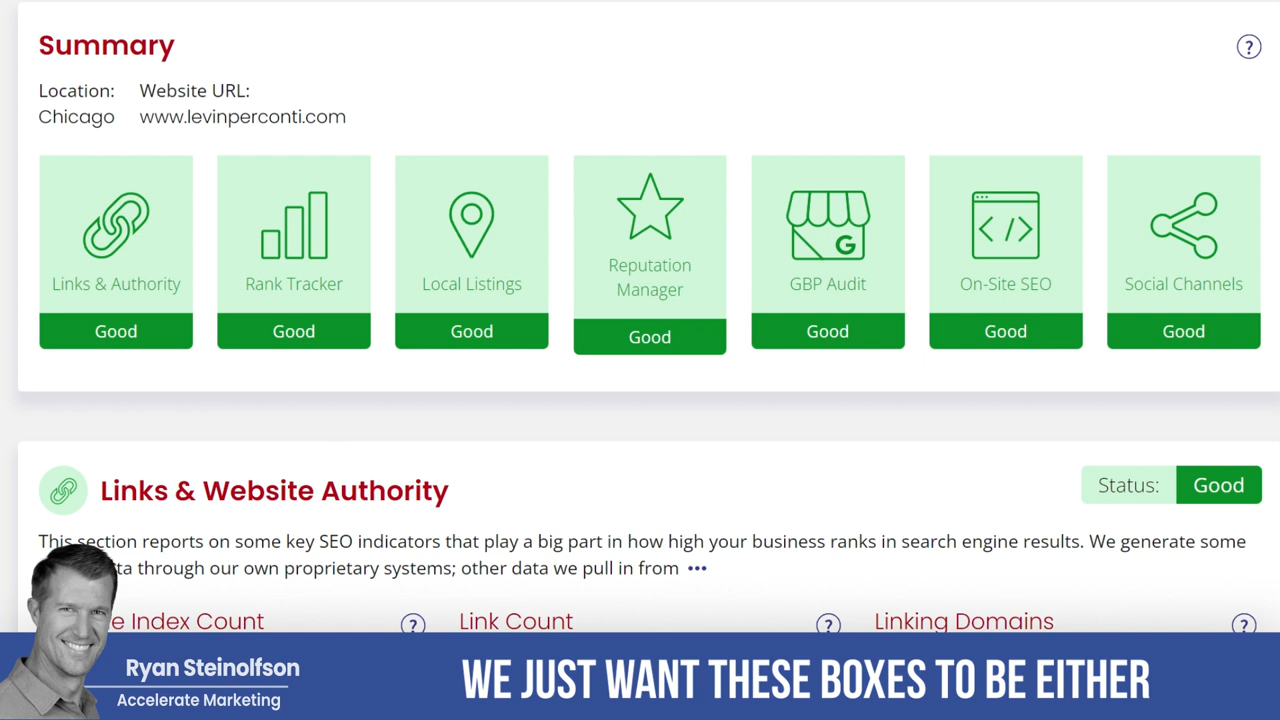 Summary
?
Location: Website URL:
Chicago www.levinperconti.com
Links & Authority
Good
Rank Tracker
Good
Local Listings
Good
Reputation
Manager
Good
G
GBP Audit
Good
</>
On-Site SEO
Good
Social Channels
Good
Links & Website Authority
Status: Good
This section reports on some key SEO indicators that play a big part in how high your business ranks in search engine results. We generate some
through our own proprietary systems; other data we pull in from •••
Index Count ?
Link Count ?
Linking Domains ?
Ryan Steinolfson
Accelerate Marketing
WE JUST WANT THESE BOXES TO BE EITHER